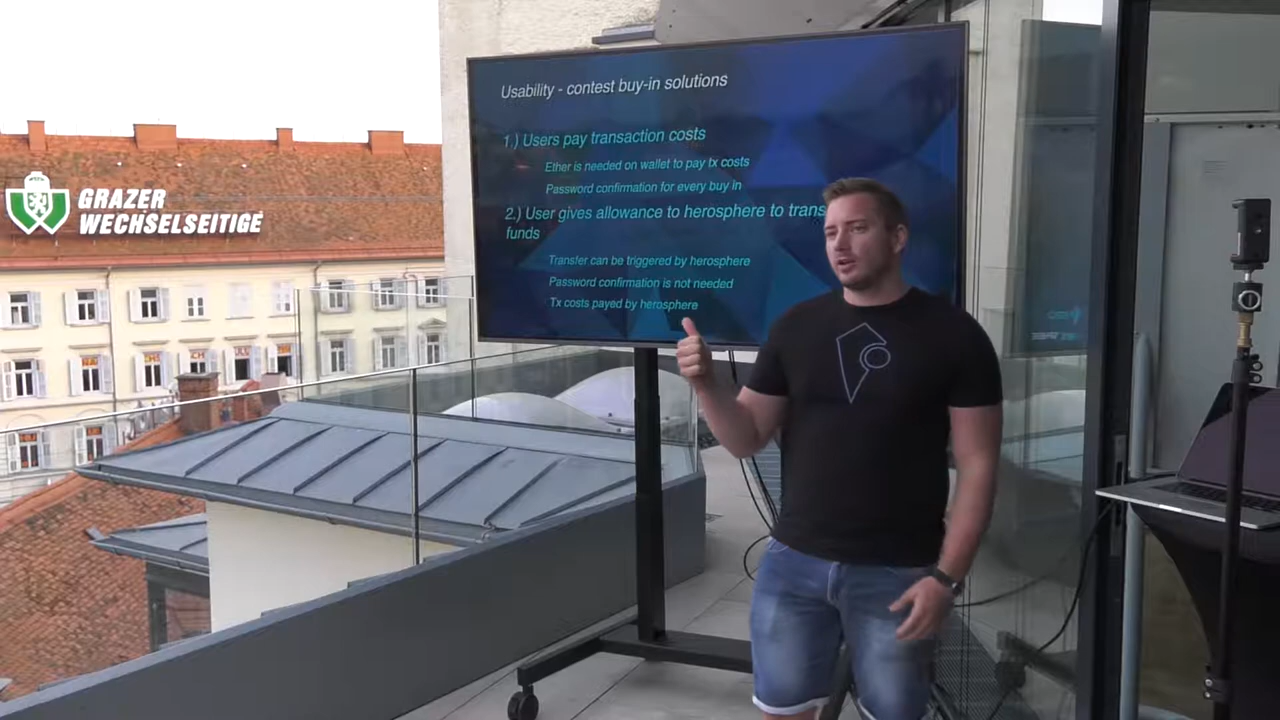 Usability - contest buy-in solutions
1.) Users pay transaction costs
Ether is needed on wallet to pay tx costs
Password confirmation for every buy in
2.) User gives allowance to herosphere to trans
funds
Transfer can be triggered by herosphere
Password confirmation is not needed
Tx costs payed by herosphere
GRAZER
WECHSELSEITIGE